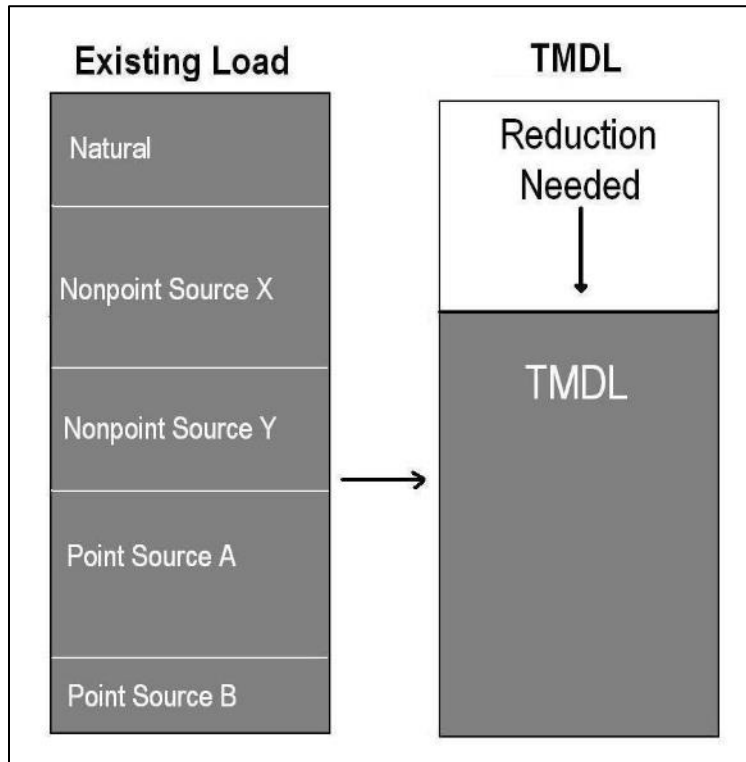 Existing Load
Natural
Nonpoint Source X
Nonpoint Source Y
Point Source A
Point Source B
TMDL
Reduction
Needed
TMDL